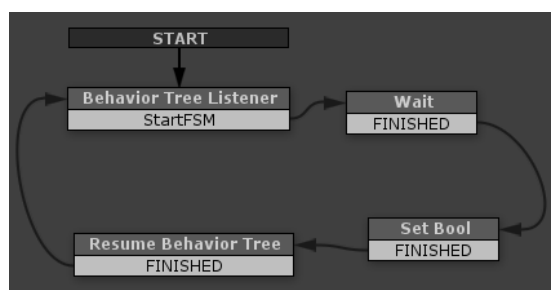 START
Behavior Tree Listener
StartFSM
Wait
FINISHED
Set Bool
FINISHED
Resume Behavior Tree
FINISHED